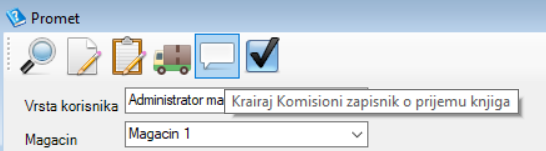 Promet
Vrsta korisnika Administrator ma Krairaj Komisioni zapisnik o prijemu knjiga
Magacin Magacin 1